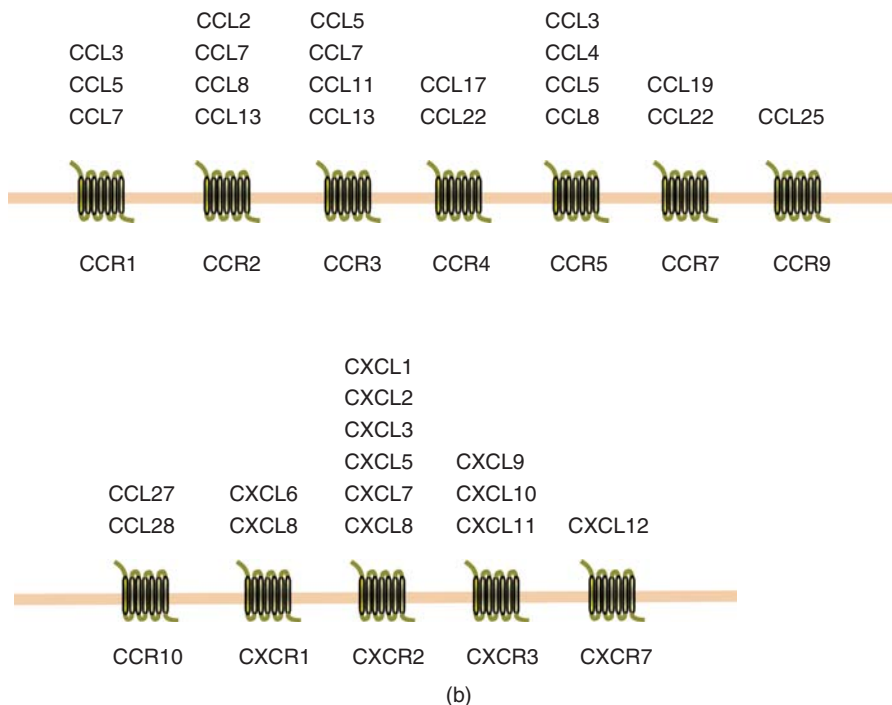 CCL2 CCL5 CCL3
CCL3 CCL7 CCL7 CCL4
CCL5 CCL8 CCL11 CCL17 CCL5 CCL19
CCL7 CCL13 CCL13 CCL22 CCL8 CCL22 CCL25
CCR1 CCR2 CCR3 CCR4 CCR5 CCR7 CCR9
CXCL1
CXCL2
CXCL3
CXCL5 CXCL9
CCL27 CXCL6 CXCL7 CXCL10
CCL28 CXCL8 CXCL8 CXCL11 CXCL12
CCR10 CXCR1 CXCR2 CXCR3 CXCR7
(b)